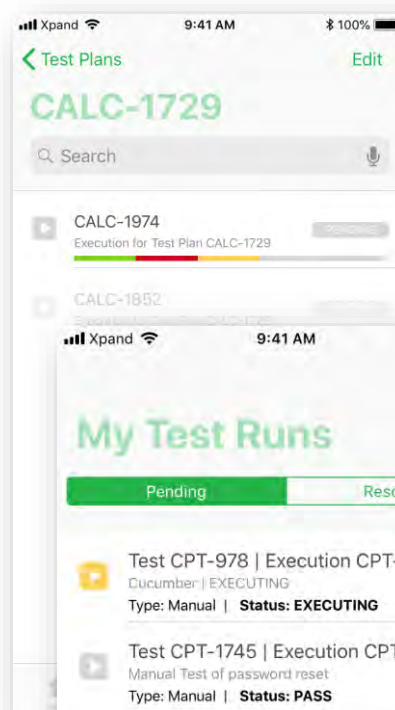 Xpand 9:41 AM 100%
Test Plans Edit
CALC-1729
Search
CALC-1974
Execution for Test Plan CALC-1729
CALC-1852
Xpand 9:41 AM
My Test Runs
Pending Reso
Test CPT-978 | Execution CPT-
Cucumber | EXECUTING
Type: Manual | Status: EXECUTING
Test CPT-1745 | Execution CPT
Manual Test of password reset
Type: Manual | Status: PASS